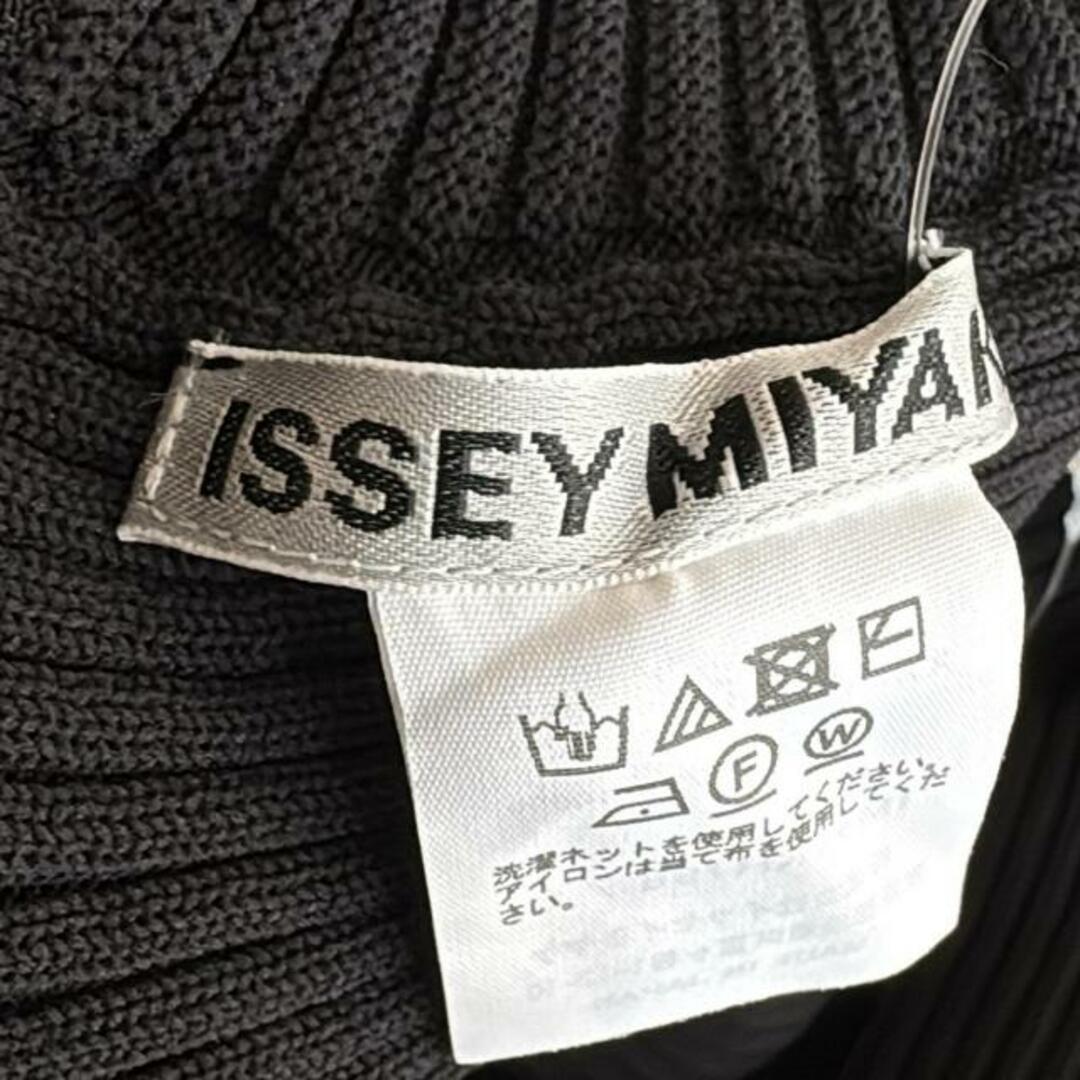 ISSEY MIYAK
F W
洗濯ネットを使用してください。
アイロンは当て布を使用してくだ
さい。